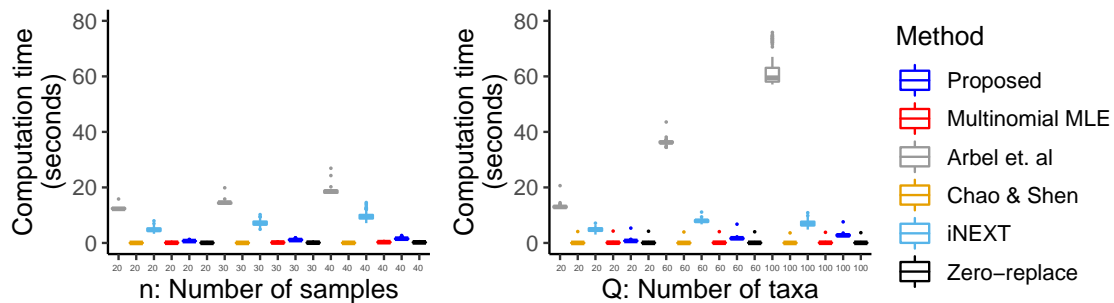 Computation time
(seconds)
80
60
40
20
0
20 20 20 20 20 20 30 30 30 30 30 30 40 40 40 40 40 40
n: Number of samples
Computation time
(seconds)
80
60
40
20
0
20 20 20 20 20 20 60 60 60 60 60 60 100 100 100 100 100 100
Q: Number of taxa
Method
Proposed
Multinomial MLE
Arbel et. al
Chao & Shen
iNEXT
Zero−replace